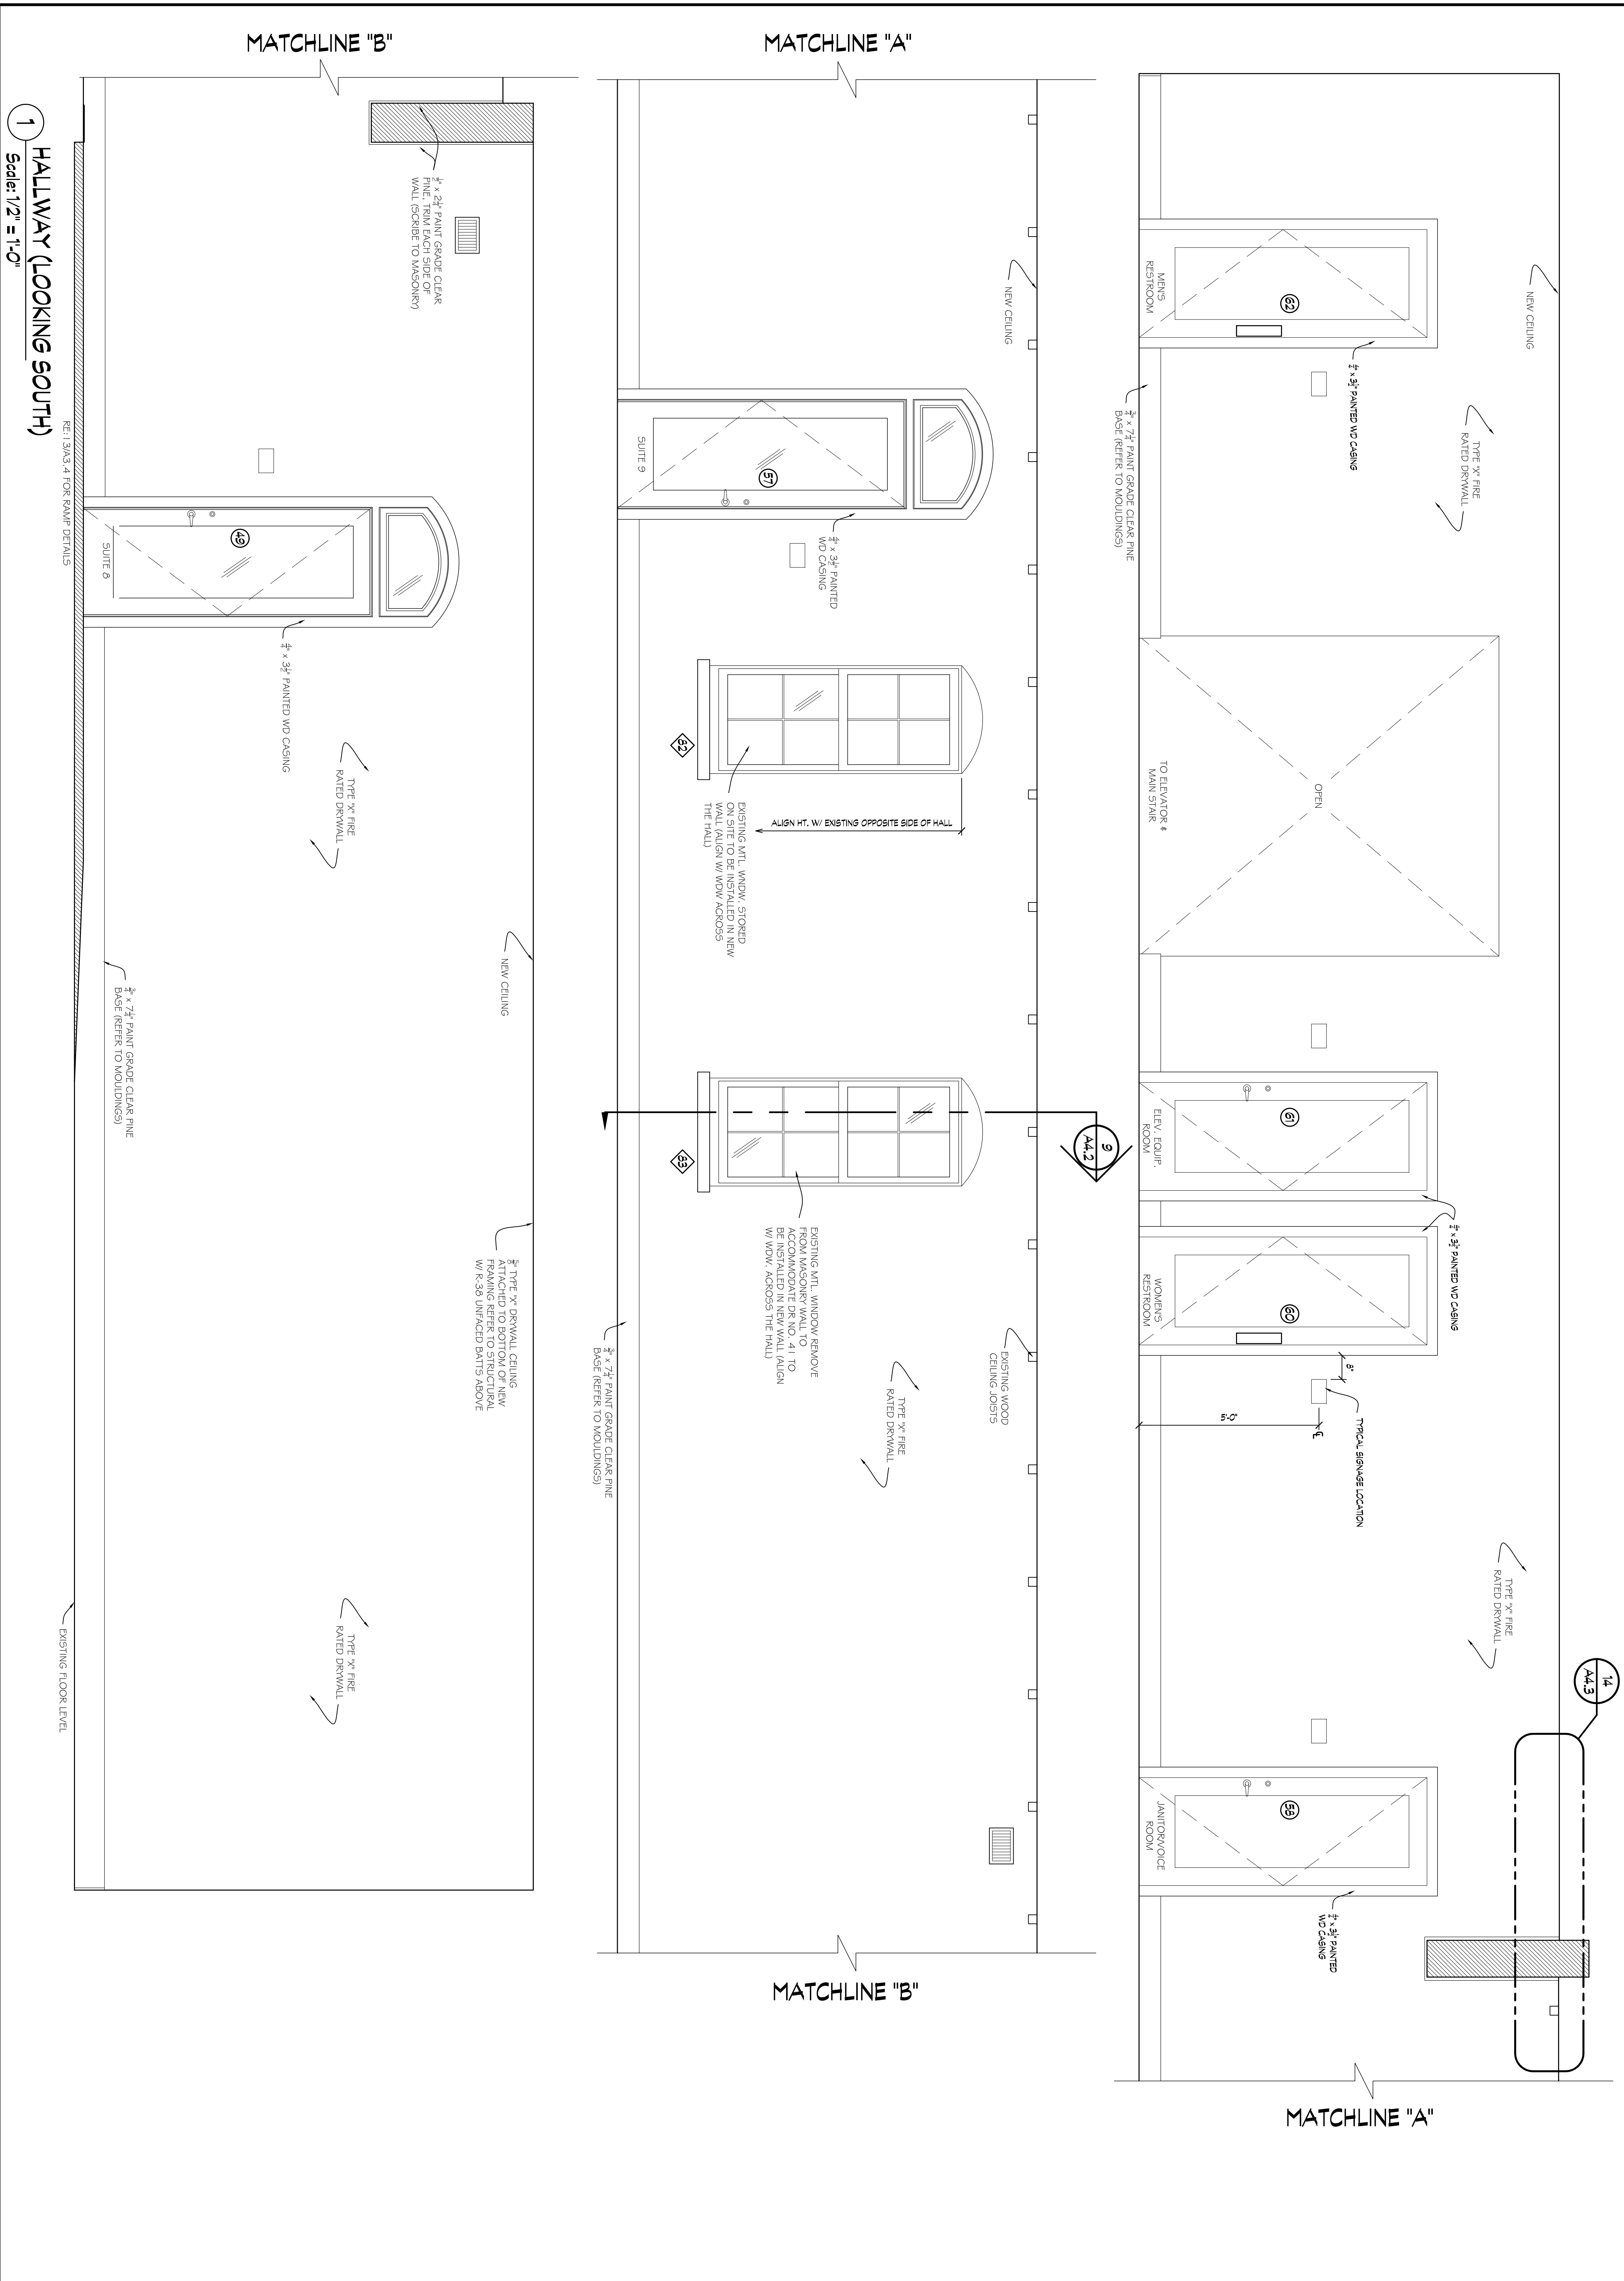 NEW CEILING
TYPE "X" FIRE
RATED DRYWALL
TYPE "X" FIRE
RATED DRYWALL
14
A4.3
MEN'S
RESTROOM
62
¾" x 3½" PAINTED WD CASING
¾" x 7¼" PAINT GRADE CLEAR PINE
BASE (REFER TO MOULDINGS)
OPEN
TO ELEVATOR &
MAIN STAIR
61
ELEV. EQUIP.
ROOM
¾" x 3½" PAINTED WD CASING
60
WOMEN'S
RESTROOM
8"
5'-0"
℄
TYPICAL SIGNAGE LOCATION
58
JANITOR/VOICE
ROOM
¾" x 3½" PAINTED
WD CASING
MATCHLINE "A"
MATCHLINE "A"
NEW CEILING
57
SUITE 9
¾" x 3½" PAINTED
WD CASING
82
ALIGN HT. W/ EXISTING OPPOSITE SIDE OF HALL
EXISTING MTL. WNDW. STORED
ON SITE TO BE INSTALLED IN NEW
WALL (ALIGN W/ WDW ACROSS
THE HALL)
9
A4.2
83
EXISTING MTL. WINDOW REMOVE
FROM MASONRY WALL TO
ACCOMMODATE DR NO. 41 TO
BE INSTALLED IN NEW WALL (ALIGN
W/ WDW. ACROSS THE HALL)
EXISTING WOOD
CEILING JOISTS
TYPE "X" FIRE
RATED DRYWALL
¾" x 7¼" PAINT GRADE CLEAR PINE
BASE (REFER TO MOULDINGS)
MATCHLINE "B"
MATCHLINE "B"
½" x 2¼" PAINT GRADE CLEAR
PINE, TRIM EACH SIDE OF
WALL (SCRIBE TO MASONRY)
49
SUITE 8
¾" x 3½" PAINTED WD CASING
TYPE "X" FIRE
RATED DRYWALL
NEW CEILING
⅝" TYPE "X" DRYWALL CEILING
ATTACHED TO BOTTOM OF NEW
FRAMING REFER TO STRUCTURAL
W/ R-38 UNFACED BATTS ABOVE
TYPE "X" FIRE
RATED DRYWALL
¾" x 7¼" PAINT GRADE CLEAR PINE
BASE (REFER TO MOULDINGS)
RE:13/A3.4 FOR RAMP DETAILS
EXISTING FLOOR LEVEL
1
HALLWAY (LOOKING SOUTH)
Scale: 1/2" = 1'-0"